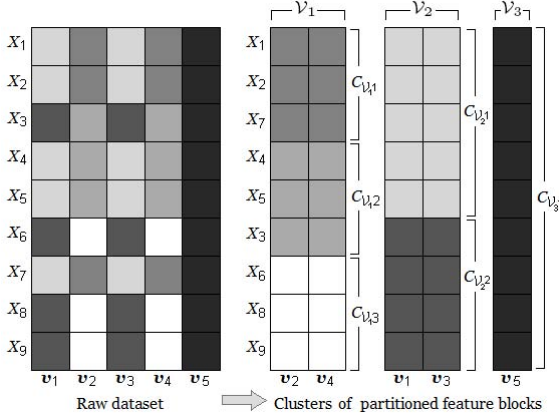 𝒱₁ 𝒱₂ 𝒱₃
X₁ X₁
X₂ X₂ C𝒱₁1
X₃ X₇ C𝒱₂1
X₄ X₄
X₅ X₅ C𝒱₁2 C𝒱₃
X₆ X₃
X₇ X₆ C𝒱₂2
X₈ X₈ C𝒱₁3
X₉ X₉
v₁ v₂ v₃ v₄ v₅ v₂ v₄ v₁ v₃ v₅
Raw dataset Clusters of partitioned feature blocks